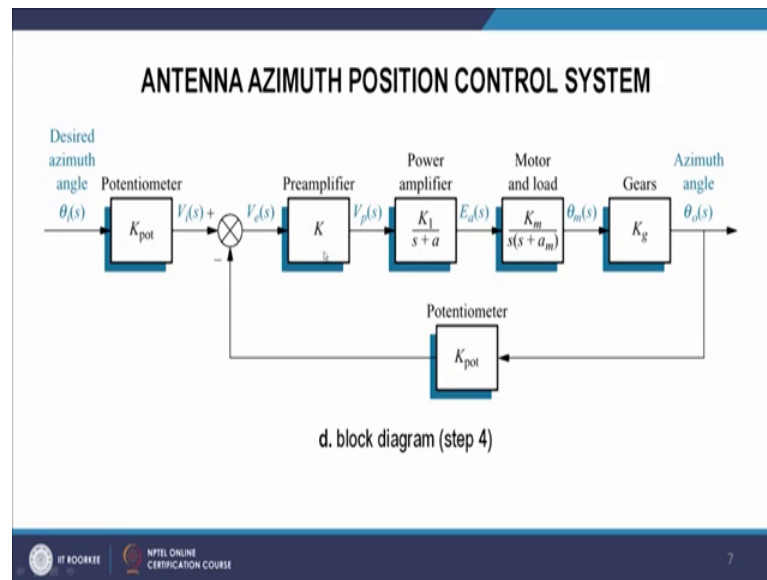 ANTENNA AZIMUTH POSITION CONTROL SYSTEM
Desired
azimuth
angle
θi(s)
Potentiometer
Kpot
Vi(s) +
−
Ve(s)
Preamplifier
K
Vp(s)
Power
amplifier
K1
s + a
Ea(s)
Motor
and load
Km
s(s + am)
θm(s)
Gears
Kg
Azimuth
angle
θo(s)
Potentiometer
Kpot
d. block diagram (step 4)
IIT ROORKEE
NPTEL ONLINE
CERTIFICATION COURSE
7